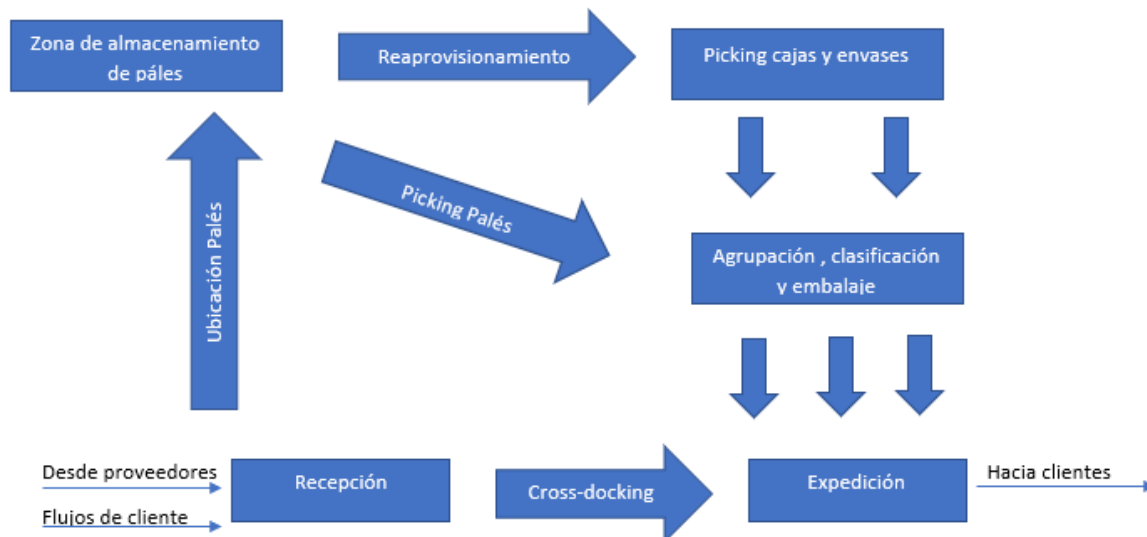 Zona de almacenamiento
de páles
Reaprovisionamiento
Picking cajas y envases
Picking Palés
Ubicación Palés
Agrupación , clasificación
y embalaje
Desde proveedores
Flujos de cliente
Recepción
Cross-docking
Expedición
Hacia clientes